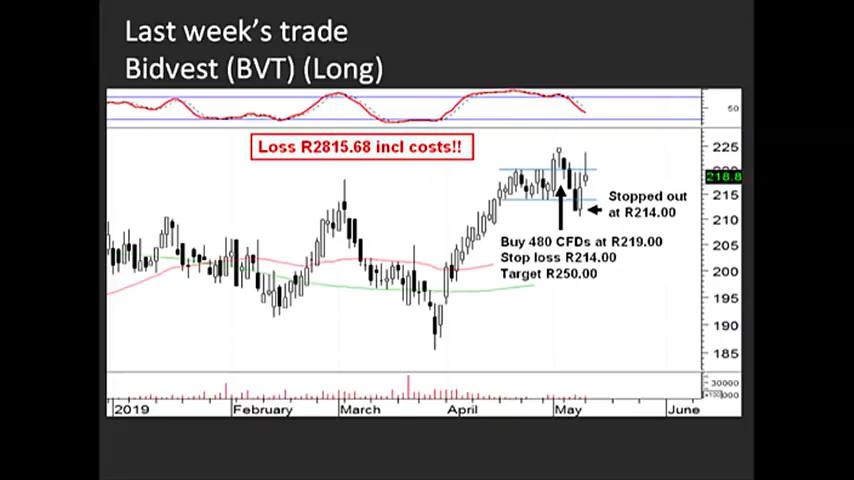 Last week's trade
Bidvest (BVT) (Long)
50
Loss R2815.68 incl costs!!
225
218.8
215
Stopped out
at R214.00
210
Buy 480 CFDs at R219.00
205
Stop loss R214.00
200
Target R250.00
195
190
185
30000
2019
February
March
April
May
June